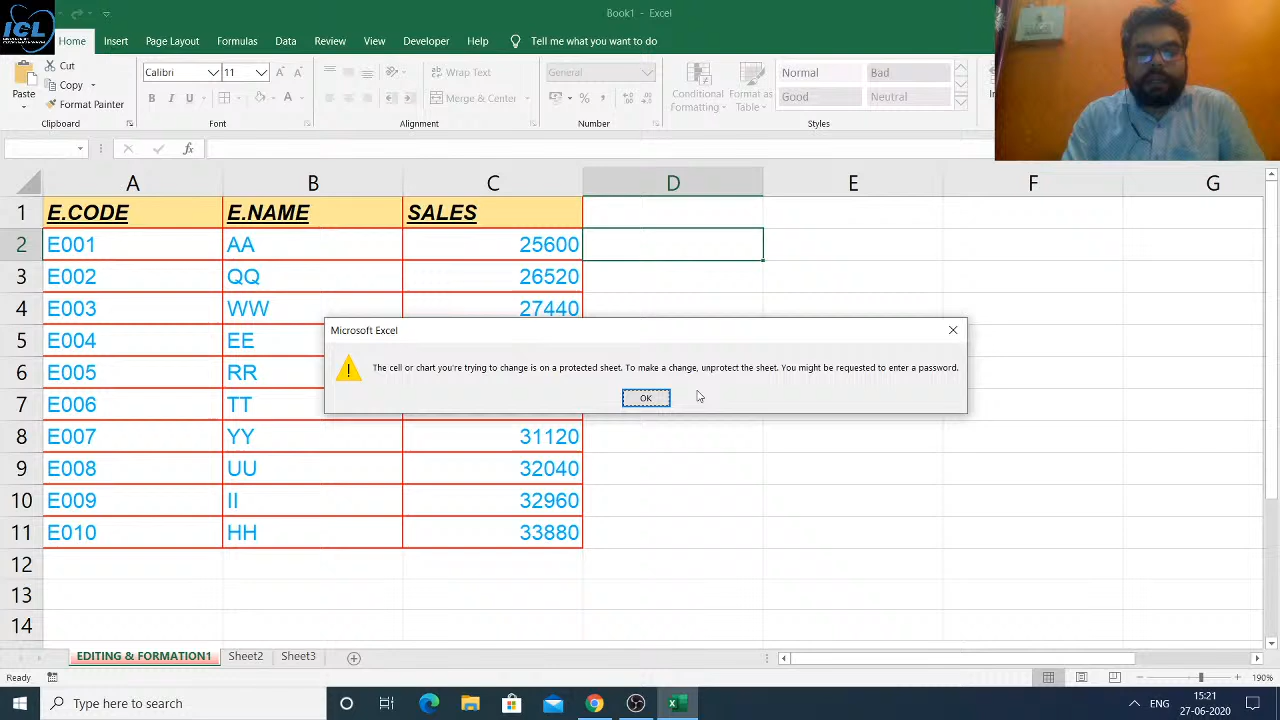 Book1 - Excel
ICL
Home Insert Page Layout Formulas Data Review View Developer Help Tell me what you want to do
Paste
Cut
Copy
Format Painter
Clipboard
Calibri 11
B I U
Font
Wrap Text
Merge & Center
Alignment
General
Number
Conditional Formatting
Format as Table
Normal Bad
Good Neutral
Styles
fx
A B C D E F G
1 E.CODE E.NAME SALES
2 E001 AA 25600
3 E002 QQ 26520
4 E003 WW 27440
5 E004 EE
6 E005 RR
7 E006 TT
8 E007 YY 31120
9 E008 UU 32040
10 E009 II 32960
11 E010 HH 33880
12
13
14
Microsoft Excel
The cell or chart you're trying to change is on a protected sheet. To make a change, unprotect the sheet. You might be requested to enter a password.
OK
EDITING & FORMATION1 Sheet2 Sheet3
Ready 190%
Type here to search
ENG
15:21
27-06-2020